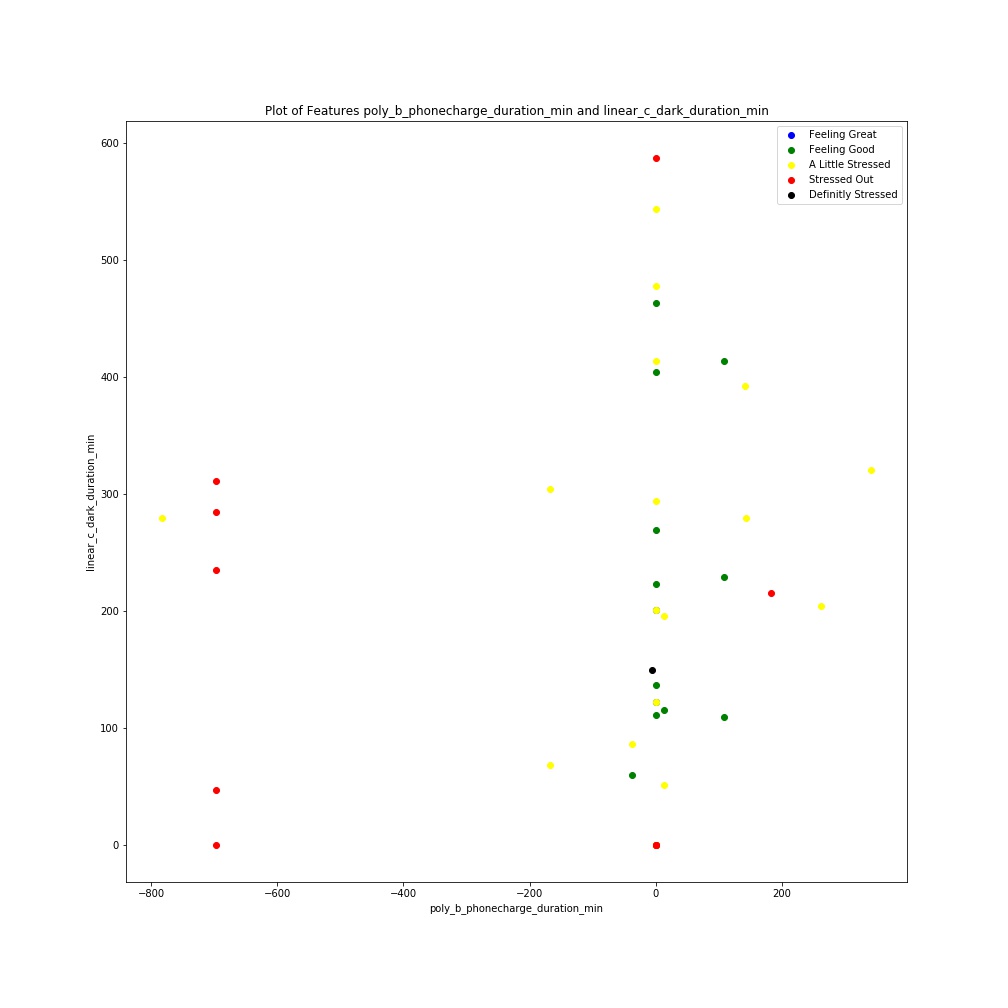 Plot of Features poly_b_phonecharge_duration_min and linear_c_dark_duration_min
Feeling Great
Feeling Good
A Little Stressed
Stressed Out
Definitly Stressed
600
500
400
300
200
100
0
linear_c_dark_duration_min
−800
−600
−400
−200
0
200
poly_b_phonecharge_duration_min